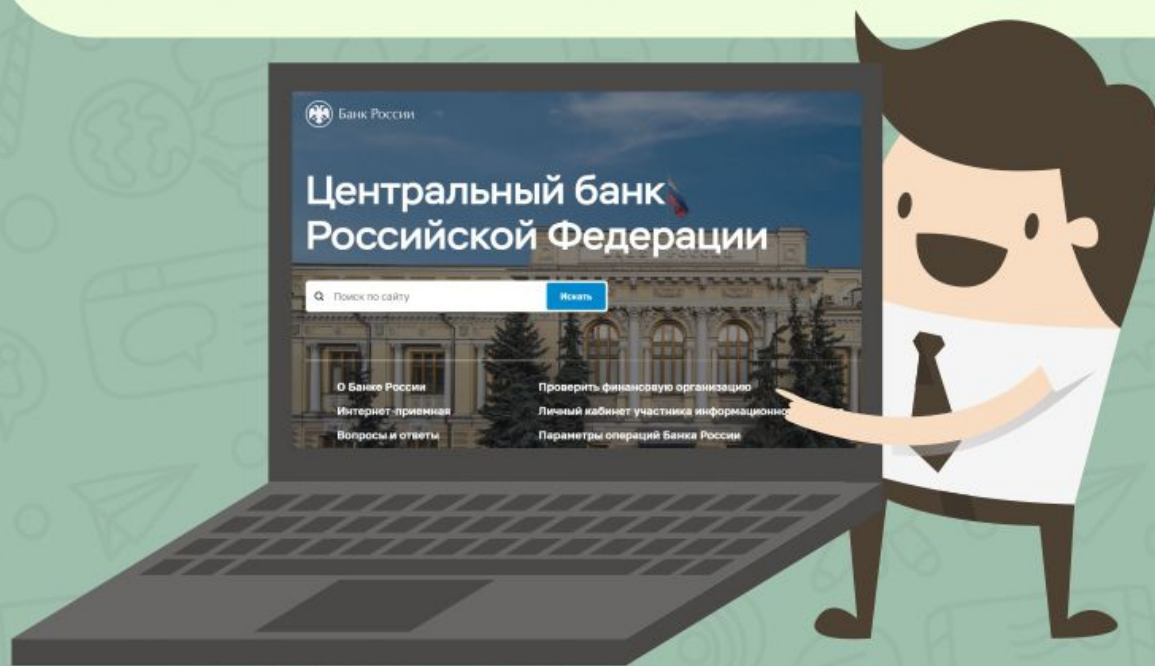 Банк России
Центральный банк
Российской Федерации
Поиск по сайту
Искать
О Банке России
Проверить финансовую организацию
Интернет-приемная
Личный кабинет участника информационно
Вопросы и ответы
Параметры операций Банка России